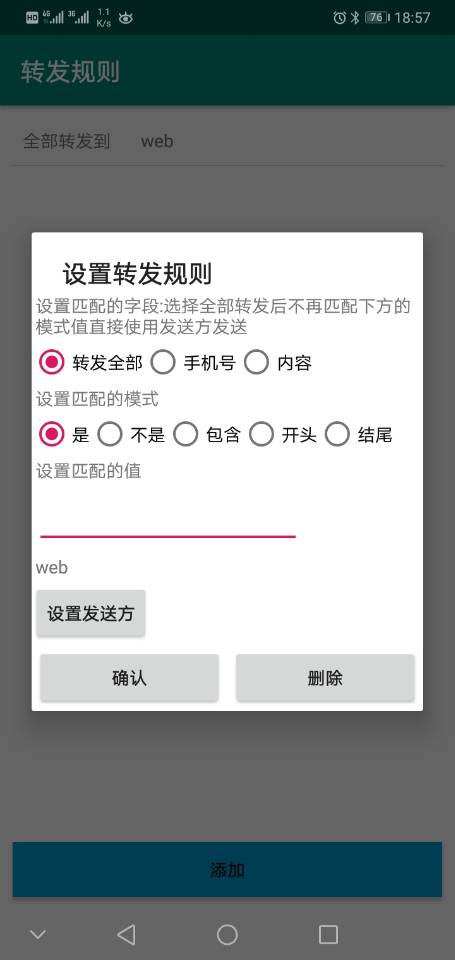 HD 4G 3G 1.1 K/s 76 18:57
转发规则
全部转发到 web
设置转发规则
设置匹配的字段:选择全部转发后不再匹配下方的
模式值直接使用发送方发送
转发全部 手机号 内容
设置匹配的模式
是 不是 包含 开头 结尾
设置匹配的值
web
设置发送方
确认 删除
添加